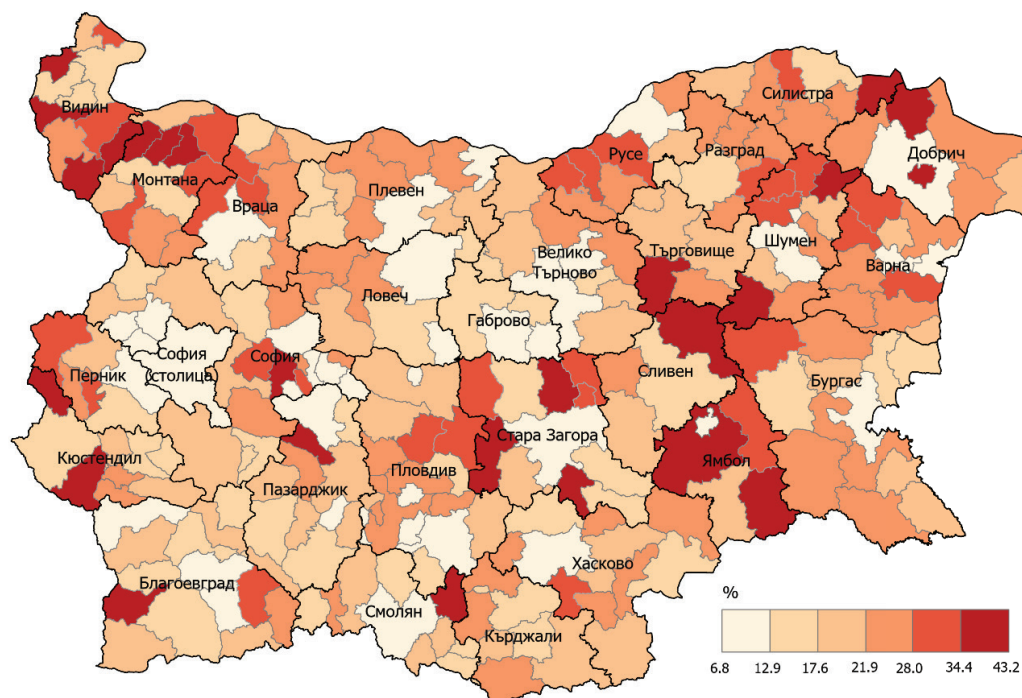 Видин
Силистра
Добрич
Русе
Разград
Монтана
Плевен
Враца
Велико
Търново
Търговище
Шумен
Варна
Ловеч
Габрово
София
(столица)
София
Перник
Сливен
Бургас
Стара Загора
Кюстендил
Пловдив
Ямбол
Пазарджик
Хасково
Благоевград
Смолян
Кърджали
%
6.8 12.9 17.6 21.9 28.0 34.4 43.2